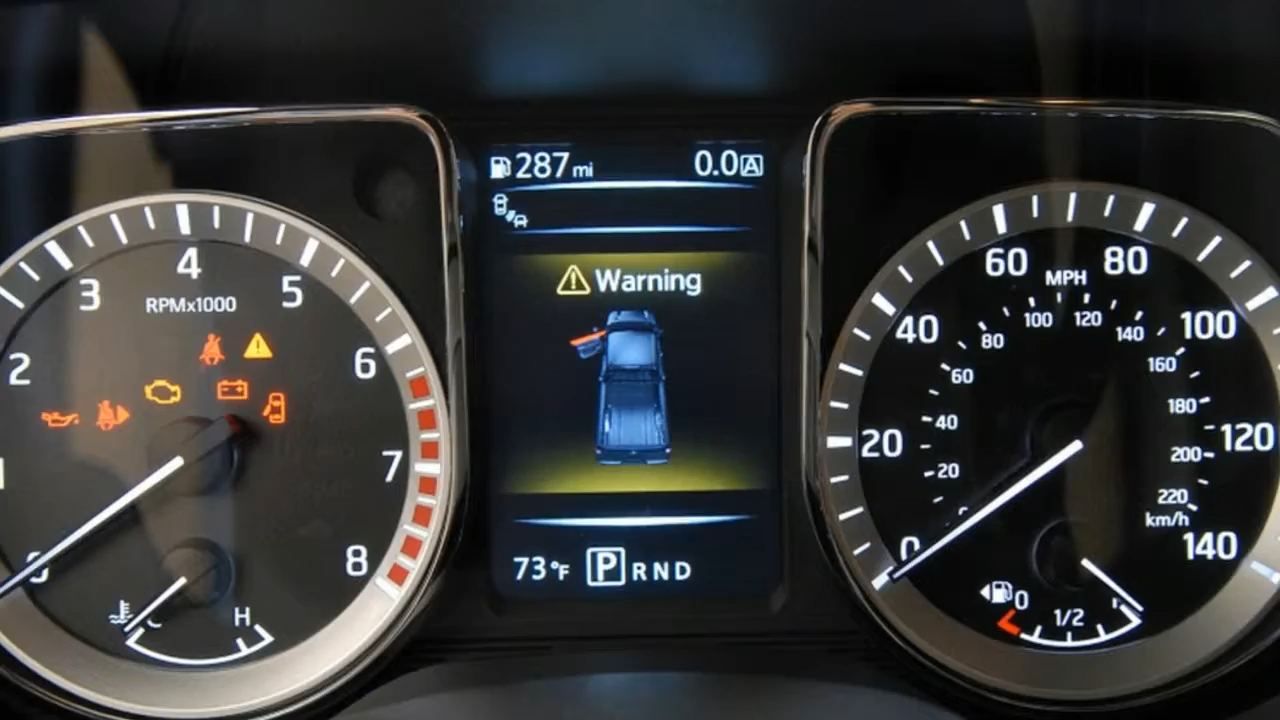 287 mi 0.0 A
Warning
73°F P R N D
1 2 3 4 5 6 7 8
RPMx1000
H
0 20 40 60 80 100 120 140
MPH
20 40 60 80 100 120 140 160 180 200 220
km/h
0 1/2